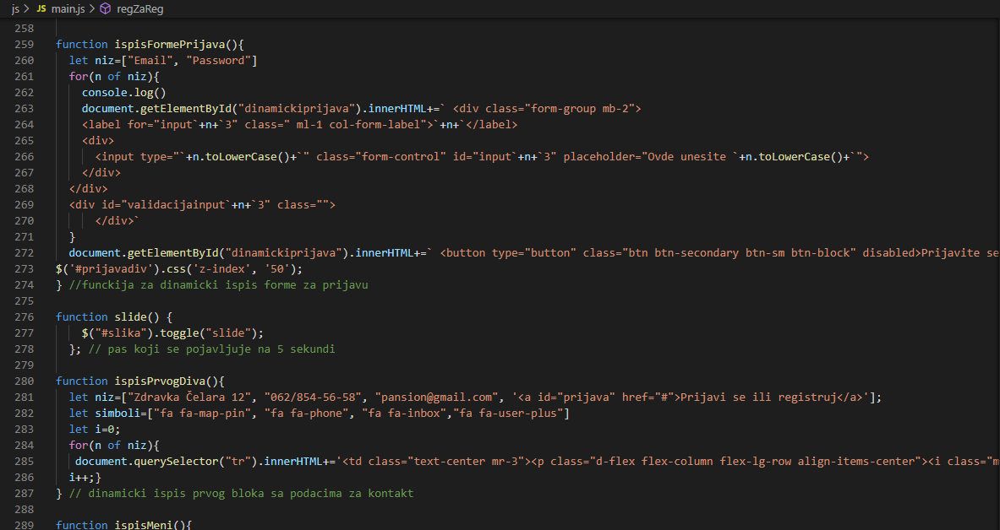 js > JS main.js > regZaReg
258
259 function ispisFormePrijava(){
260 let niz=["Email", "Password"]
261 for(n of niz){
262 console.log()
263 document.getElementById("dinamickiprijava").innerHTML+=` <div class="form-group mb-2">
264 <label for="input`+n+`3" class=" ml-1 col-form-label">`+n+`</label>
265 <div>
266 <input type="`+n.toLowerCase()+`" class="form-control" id="input`+n+`3" placeholder="Ovde unesite `+n.toLowerCase()+`">
267 </div>
268 </div>
269 <div id="validacijainput`+n+`3" class="">
270 </div>`
271 }
272 document.getElementById("dinamickiprijava").innerHTML+=` <button type="button" class="btn btn-secondary btn-sm btn-block" disabled>Prijavite se
273 $('#prijavadiv').css('z-index', '50');
274 } //funckija za dinamicki ispis forme za prijavu
275
276 function slide() {
277 $("#slika").toggle("slide");
278 }; // pas koji se pojavljuje na 5 sekundi
279
280 function ispisPrvogDiva(){
281 let niz=["Zdravka Čelara 12", "062/854-56-58", "pansion@gmail.com", '<a id="prijava" href="#">Prijavi se ili registruj</a>'];
282 let simboli=["fa fa-map-pin", "fa fa-phone", "fa fa-inbox","fa fa-user-plus"]
283 let i=0;
284 for(n of niz){
285 document.querySelector("tr").innerHTML+='<td class="text-center mr-3"><p class="d-flex flex-column flex-lg-row align-items-center"><i class="m
286 i++;}
287 } // dinamicki ispis prvog bloka sa podacima za kontakt
288
289 function ispisMeni(){